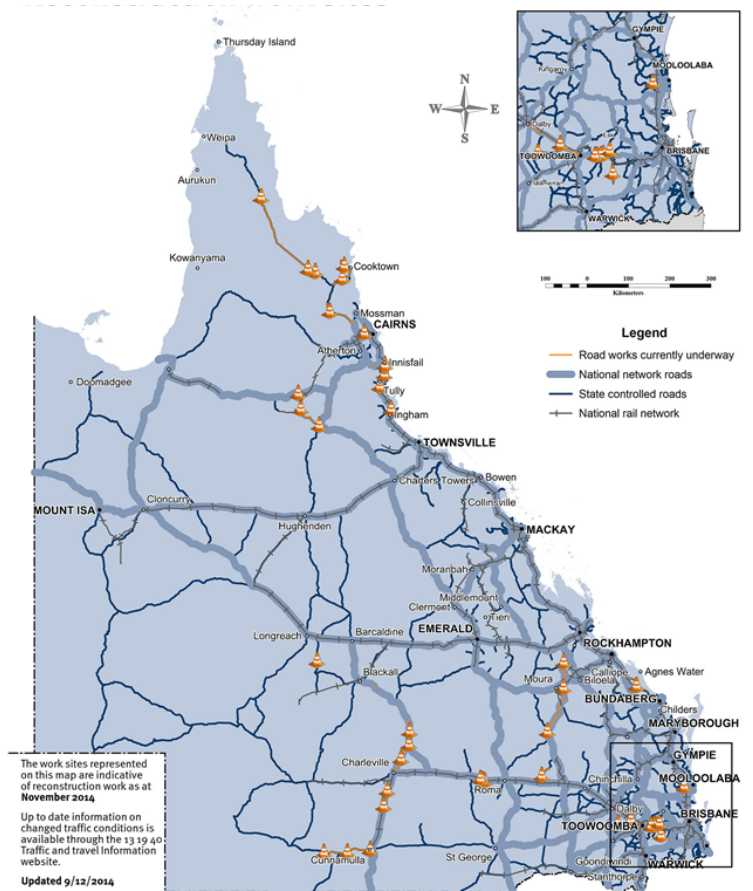 Thursday Island
Weipa
Aurukun
Kowanyama
Cooktown
Mossman
CAIRNS
Atherton
Innisfail
Doomadgee
Tully
Ingham
TOWNSVILLE
Charters Towers
Bowen
Collinsville
MOUNT ISA
Cloncurry
Hughenden
MACKAY
Moranbah
Middlemount
Clermont
Tieri
EMERALD
Longreach
Barcaldine
ROCKHAMPTON
Blackall
Calliope
Agnes Water
Moura
Biloela
BUNDABERG
Childers
MARYBOROUGH
GYMPIE
Charleville
Roma
Chinchilla
MOOLOOLABA
Dalby
BRISBANE
TOOWOOMBA
Cunnamulla
St George
Goondiwindi
WARWICK
Stanthorpe
N
W E
S
GYMPIE
MOOLOOLABA
Kingaroy
Dalby
BRISBANE
TOOWOOMBA
WARWICK
100 0 100 200 300
Kilometers
Legend
Road works currently underway
National network roads
State controlled roads
National rail network
The work sites represented
on this map are indicative
of reconstruction work as at
November 2014
Up to date information on
changed traffic conditions is
available through the 13 19 40
Traffic and travel Information
website.
Updated 9/12/2014